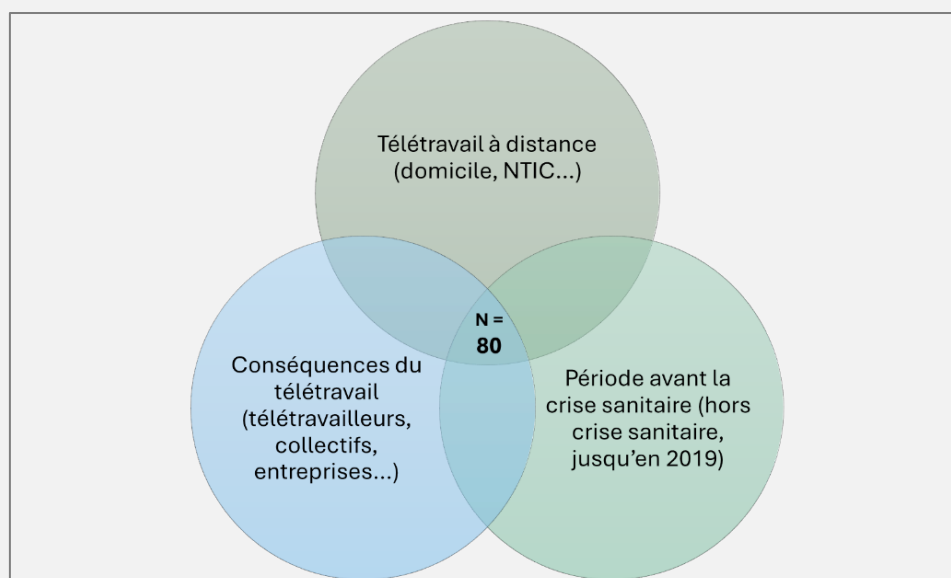 Télétravail à distance
(domicile, NTIC...)
N =
80
Conséquences du
télétravail
(télétravailleurs,
collectifs,
entreprises...)
Période avant la
crise sanitaire (hors
crise sanitaire,
jusqu'en 2019)